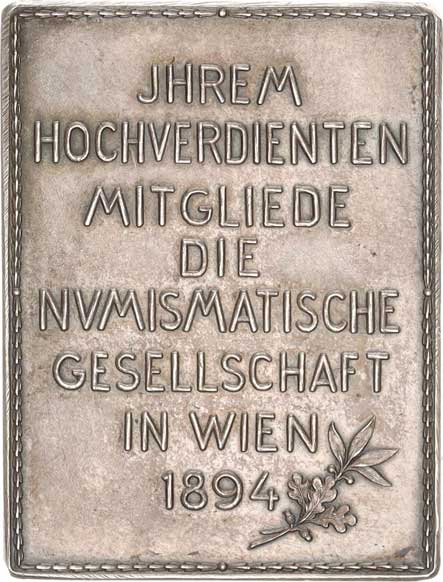 JHREM
HOCHVERDIENTEN
MITGLIEDE
DIE
NVMISMATISCHE
GESELLSCHAFT
IN WIEN
1894